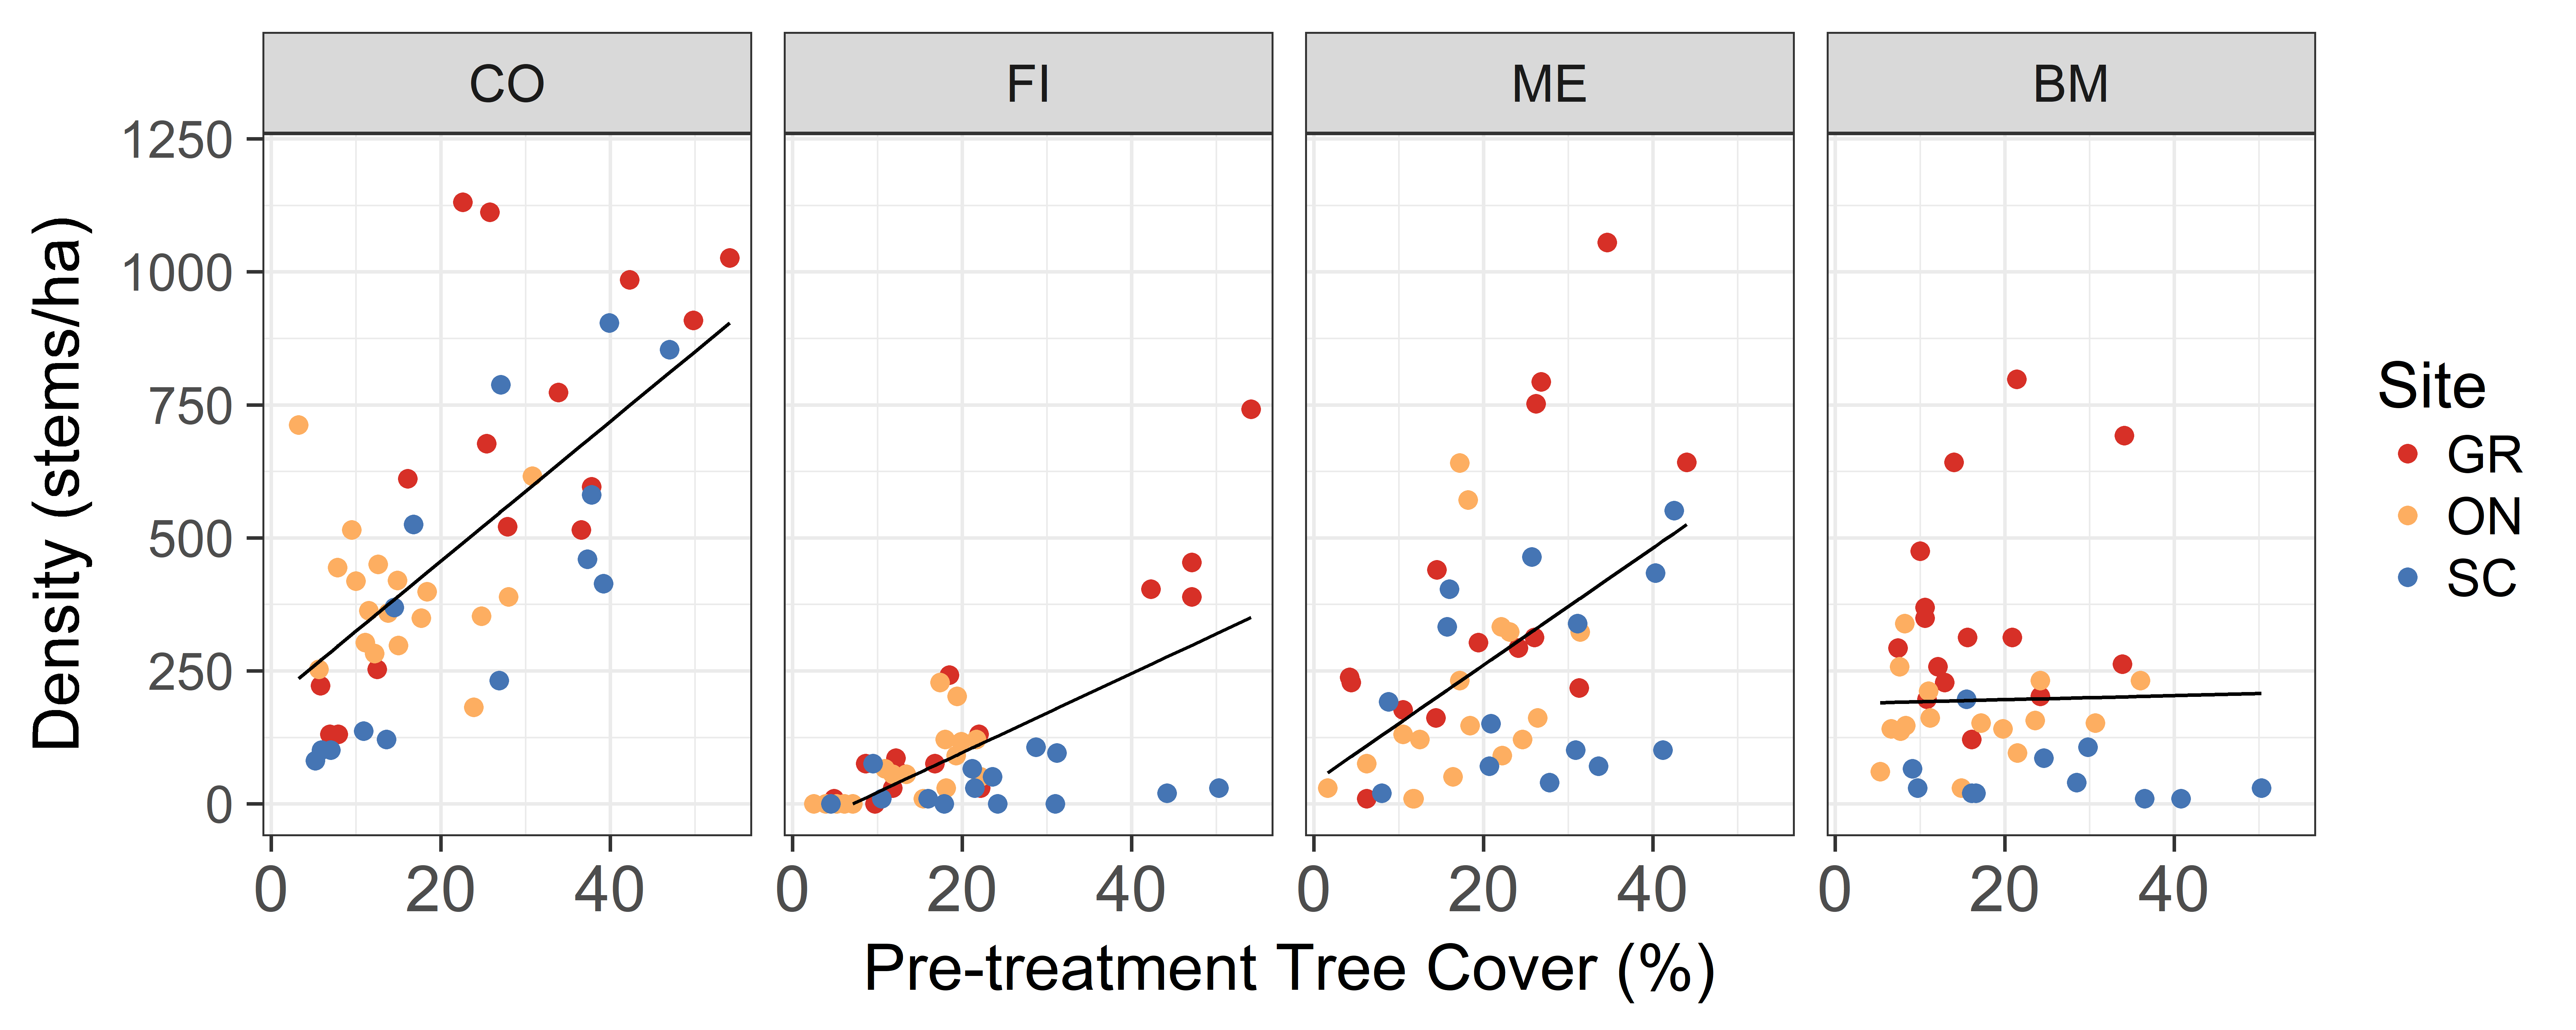 CO FI ME BM
1250
1000
750
500
250
0
Density (stems/ha)
0 20 40 0 20 40 0 20 40 0 20 40
Pre-treatment Tree Cover (%)
Site
GR
ON
SC